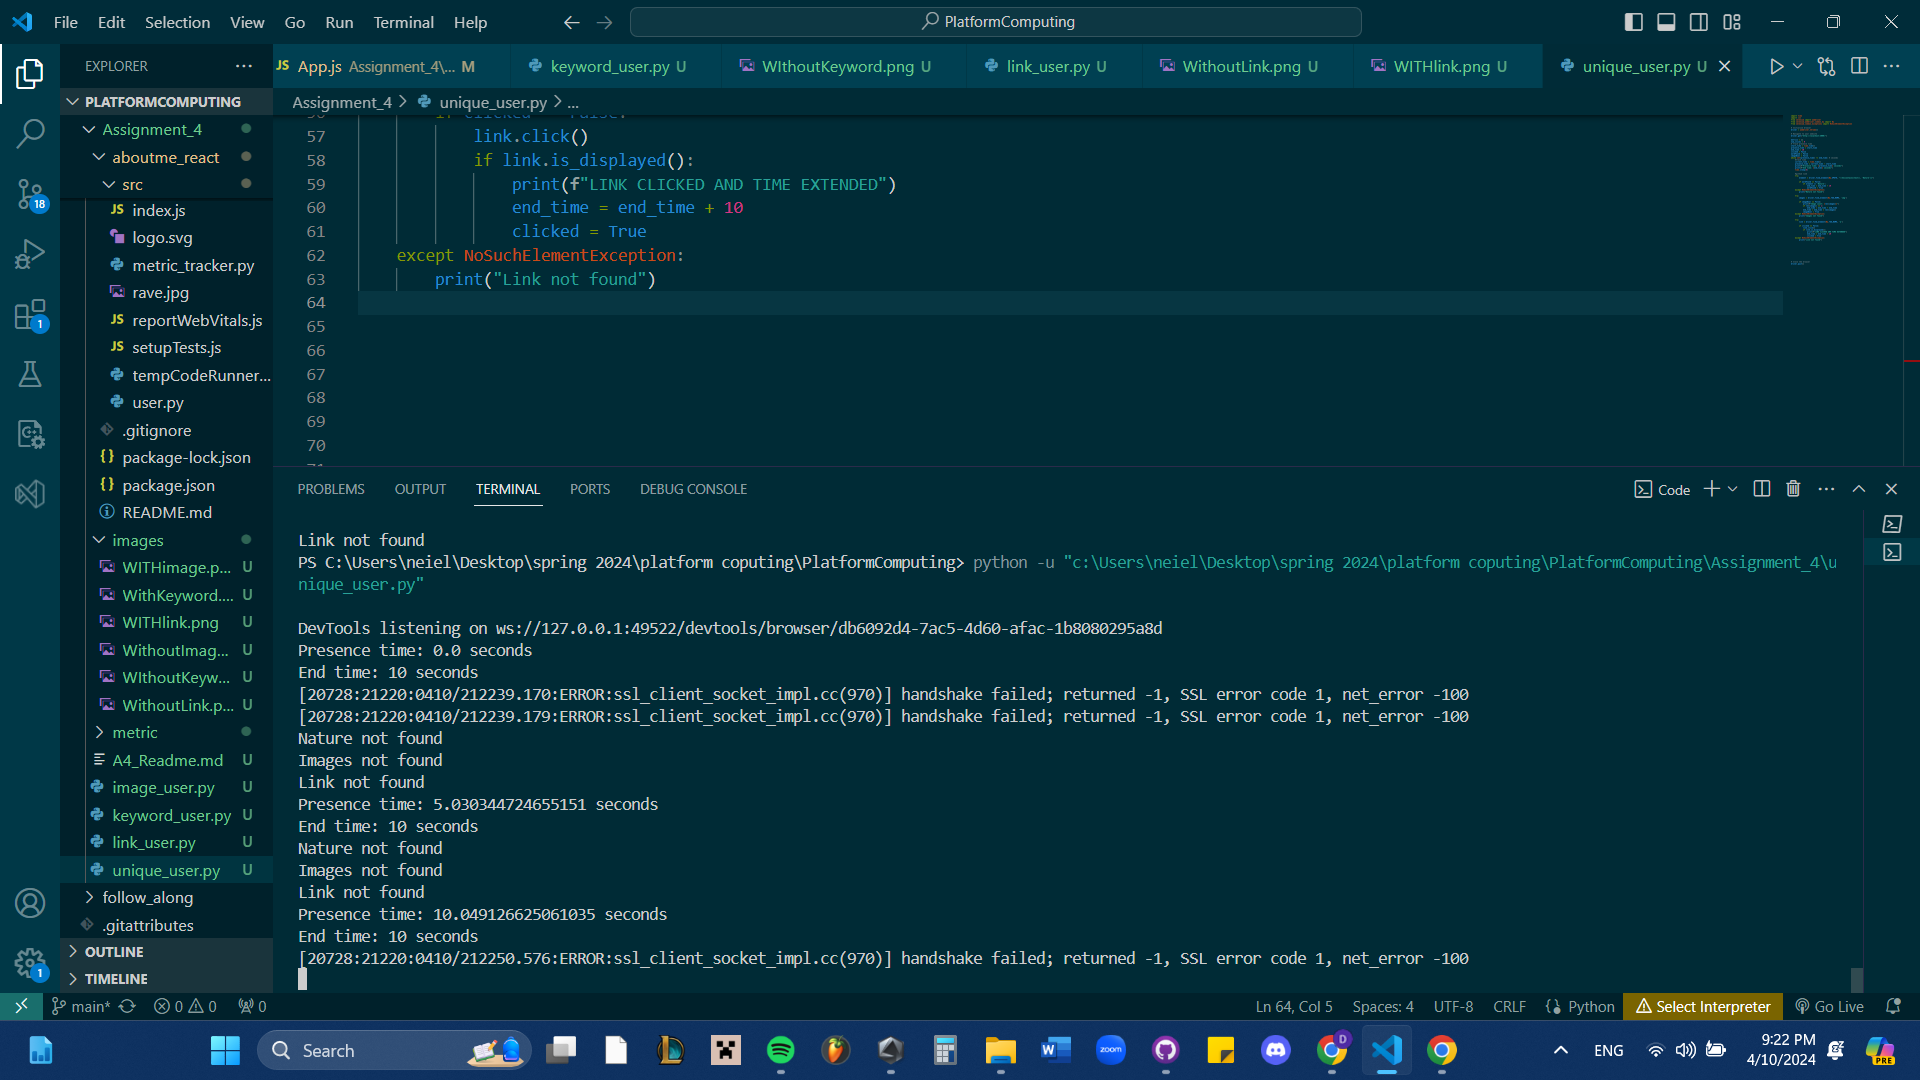 File Edit Selection View Go Run Terminal Help
PlatformComputing
EXPLORER
App.js Assignment_4\... M
keyword_user.py U
WIthoutKeyword.png U
link_user.py U
WithoutLink.png U
WITHlink.png U
unique_user.py U
PLATFORMCOMPUTING
Assignment_4
aboutme_react
src
index.js
logo.svg
metric_tracker.py
rave.jpg
reportWebVitals.js
setupTests.js
tempCodeRunner...
user.py
.gitignore
package-lock.json
package.json
README.md
images
WITHimage.p... U
WithKeyword.... U
WITHlink.png U
WithoutImag... U
WIthoutKeyw... U
WithoutLink.p... U
metric
A4_Readme.md U
image_user.py U
keyword_user.py U
link_user.py U
unique_user.py U
follow_along
.gitattributes
OUTLINE
TIMELINE
18
1
1
Assignment_4 > unique_user.py > ...
57 link.click()
58 if link.is_displayed():
59 print(f"LINK CLICKED AND TIME EXTENDED")
60 end_time = end_time + 10
61 clicked = True
62 except NoSuchElementException:
63 print("Link not found")
64
65
66
67
68
69
70
PROBLEMS OUTPUT TERMINAL PORTS DEBUG CONSOLE
Code
Link not found
PS C:\Users\neiel\Desktop\spring 2024\platform coputing\PlatformComputing> python -u "c:\Users\neiel\Desktop\spring 2024\platform coputing\PlatformComputing\Assignment_4\u
nique_user.py"
DevTools listening on ws://127.0.0.1:49522/devtools/browser/db6092d4-7ac5-4d60-afac-1b8080295a8d
Presence time: 0.0 seconds
End time: 10 seconds
[20728:21220:0410/212239.170:ERROR:ssl_client_socket_impl.cc(970)] handshake failed; returned -1, SSL error code 1, net_error -100
[20728:21220:0410/212239.179:ERROR:ssl_client_socket_impl.cc(970)] handshake failed; returned -1, SSL error code 1, net_error -100
Nature not found
Images not found
Link not found
Presence time: 5.030344724655151 seconds
End time: 10 seconds
Nature not found
Images not found
Link not found
Presence time: 10.049126625061035 seconds
End time: 10 seconds
[20728:21220:0410/212250.576:ERROR:ssl_client_socket_impl.cc(970)] handshake failed; returned -1, SSL error code 1, net_error -100
main* 0 0 0
Ln 64, Col 5 Spaces: 4 UTF-8 CRLF Python Select Interpreter Go Live
Search
zoom
D
ENG
9:22 PM
4/10/2024
PRE